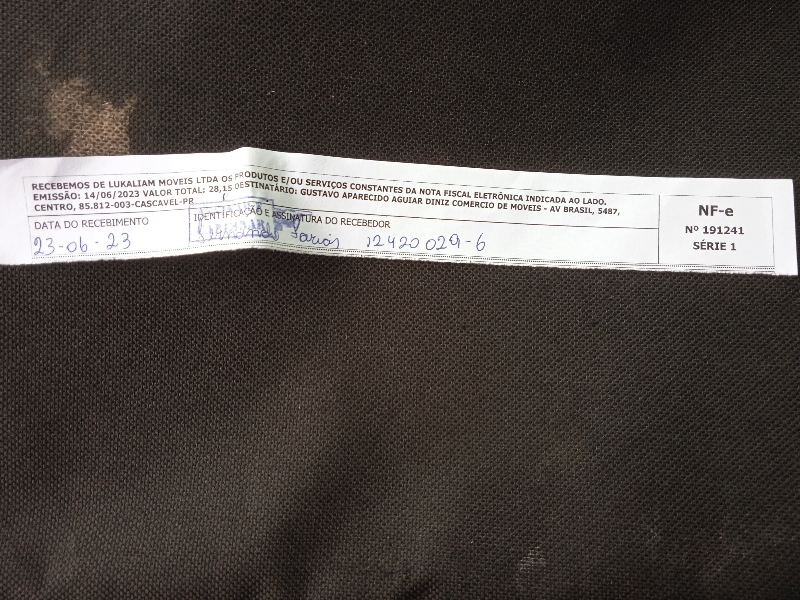 RECEBEMOS DE LUKALIAM MOVEIS LTDA OS PRODUTOS E/OU SERVIÇOS CONSTANTES DA NOTA FISCAL ELETRÔNICA INDICADA AO LADO.
EMISSÃO: 14/06/2023 VALOR TOTAL: 28,15 DESTINATÁRIO: GUSTAVO APARECIDO AGUIAR DINIZ COMERCIO DE MOVEIS - AV BRASIL, 5487,
CENTRO, 85.812-003-CASCAVEL-PR
DATA DO RECEBIMENTO
23-06-23
IDENTIFICAÇÃO E ASSINATURA DO RECEBEDOR
12420029-6
NF-e
Nº 191241
SÉRIE 1